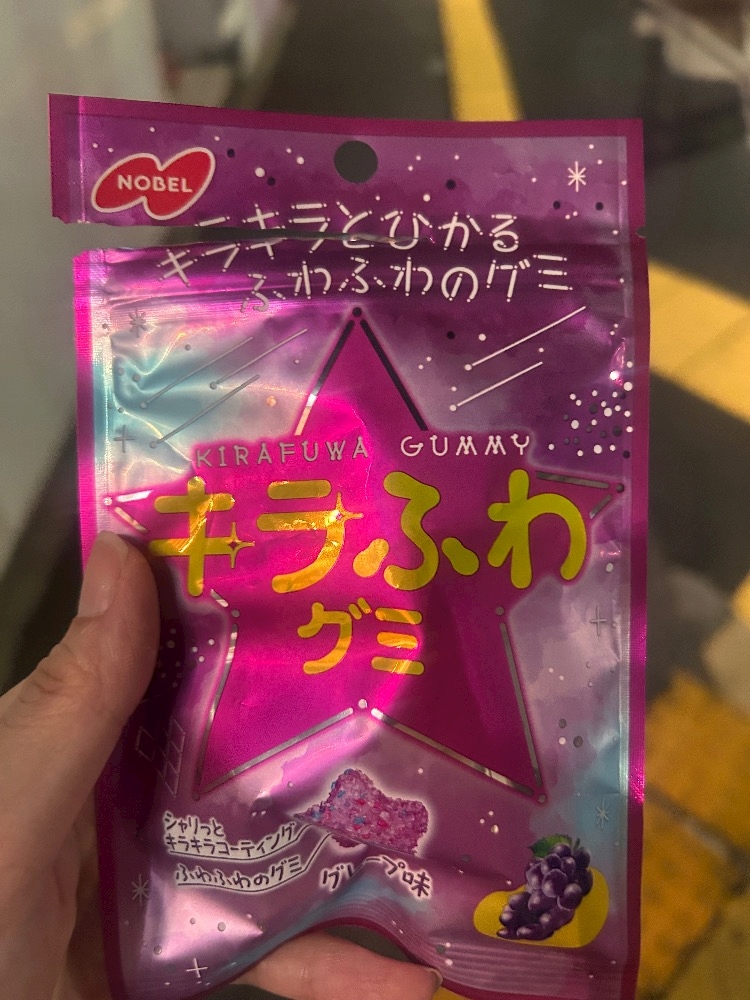 NOBEL
キラキラとひかる
ふわふわのグミ
KIRAFUWA GUMMY
キラふわ
グミ
シャリっと
キラキラコーティング
ふわふわのグミ
グレープ味